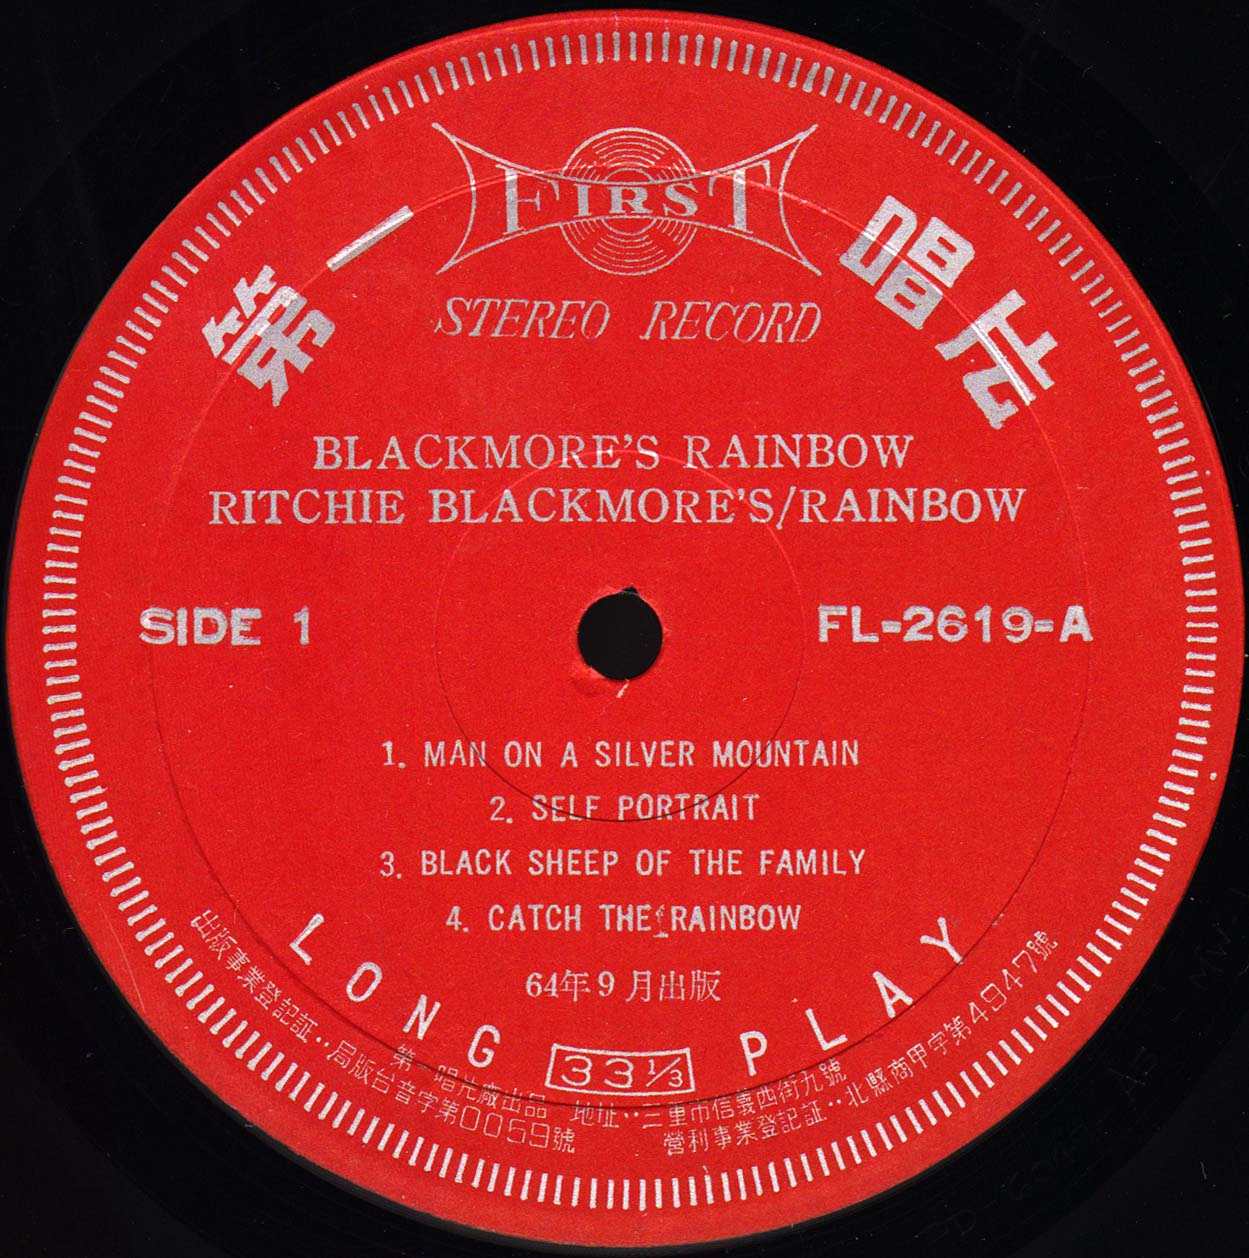 FIRST
第一唱片
STEREO RECORD
BLACKMORE'S RAINBOW
RITCHIE BLACKMORE'S/RAINBOW
SIDE 1
FL-2619-A
1. MAN ON A SILVER MOUNTAIN
2. SELF PORTRAIT
3. BLACK SHEEP OF THE FAMILY
4. CATCH THE RAINBOW
64年9月出版
LONG 33⅓ PLAY
第一唱片廠出品 地址‥三重市信義西街九號
出版事業登記証‥局版台音字第0059號 營利事業登記証‥北縣商甲字第4947號